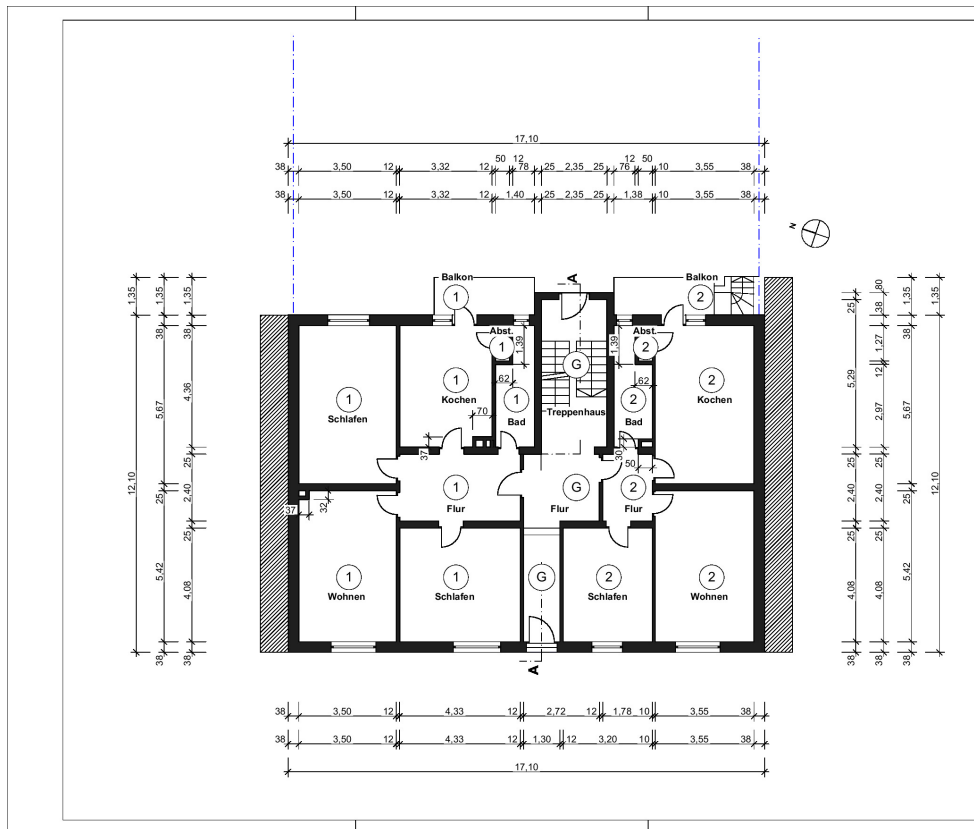 17,10
50 12 12 50
38 3,50 12 3,32 12 78 25 2,35 25 76 10 3,55 38
38 3,50 12 3,32 12 1,40 25 2,35 25 1,38 10 3,55 38
N
Balkon A Balkon
1 2
1,35 1,35 1,35 25 38 80 1,35 1,35
38 38
Abst. Abst.
1 1,39 1,39 2
G
4,36 1,27
12
5,67 5,29 5,67
1 1 62 62 2
Schlafen Kochen 1 Treppenhaus 2 Kochen
70 Bad Bad 2,97
37 30
12,10 12,10
25 25 25
50
1 G 2
25 2,40 2,40 2,40 25
Flur Flur Flur
37 32
25 25 25
1 1 G 2 2
Wohnen Schlafen Schlafen Wohnen
5,42 4,08 4,08 4,08 5,42
38 38 38 38 38
A
38 3,50 12 4,33 12 2,72 12 1,78 10 3,55 38
38 3,50 12 4,33 12 1,30 12 3,20 10 3,55 38
17,10